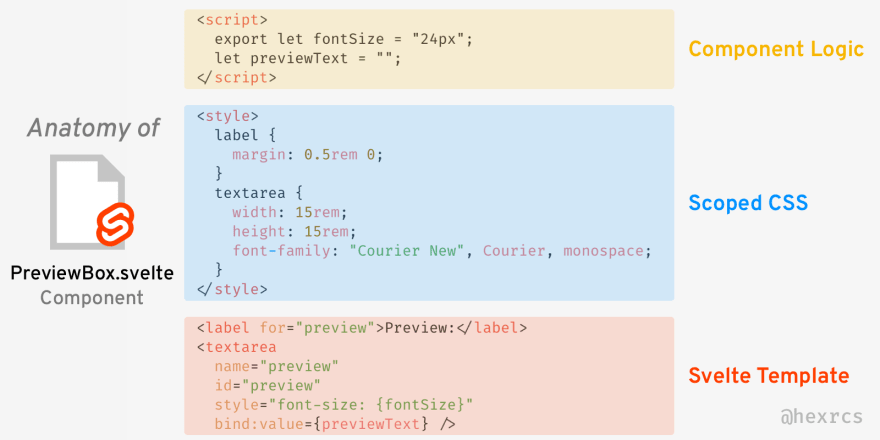 Anatomy of
PreviewBox.svelte
Component
<script>
  export let fontSize = "24px";
  let previewText = "";
</script>
Component Logic
<style>
  label {
    margin: 0.5rem 0;
  }
  textarea {
    width: 15rem;
    height: 15rem;
    font-family: "Courier New", Courier, monospace;
  }
</style>
Scoped CSS
<label for="preview">Preview:</label>
<textarea
  name="preview"
  id="preview"
  style="font-size: {fontSize}"
  bind:value={previewText} />
Svelte Template
@hexrcs